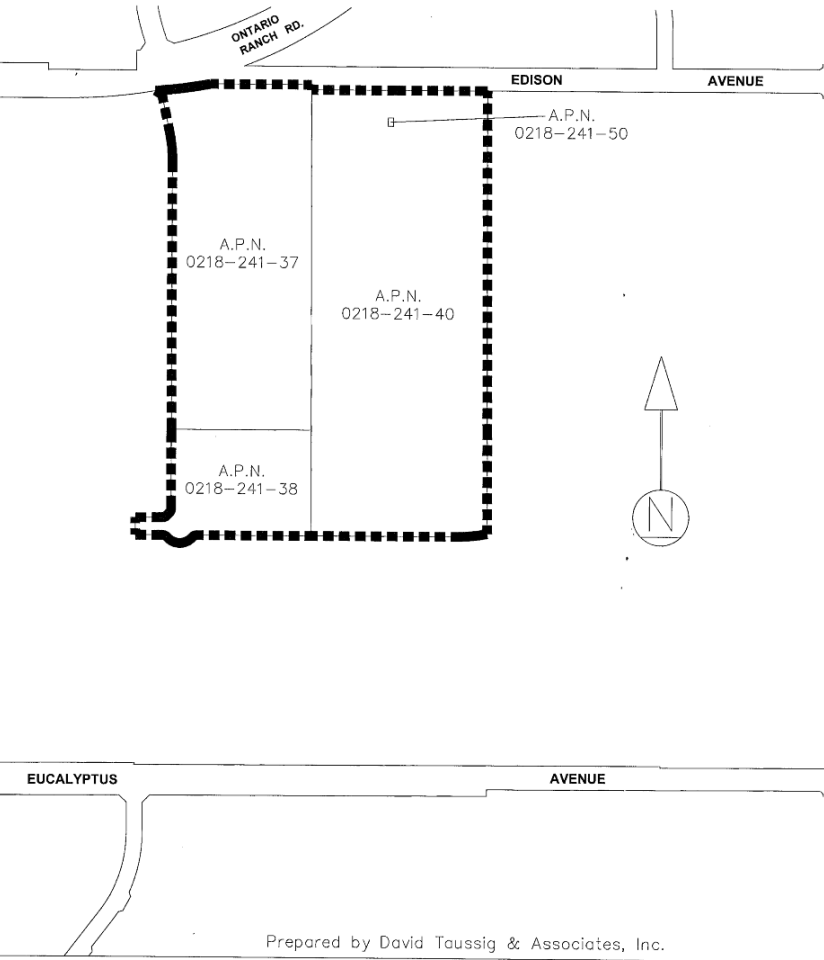 ONTARIO
RANCH RD.
EDISON AVENUE
A.P.N.
0218-241-50
A.P.N.
0218-241-37
A.P.N.
0218-241-40
A.P.N.
0218-241-38
N
EUCALYPTUS AVENUE
Prepared by David Taussig & Associates, Inc.